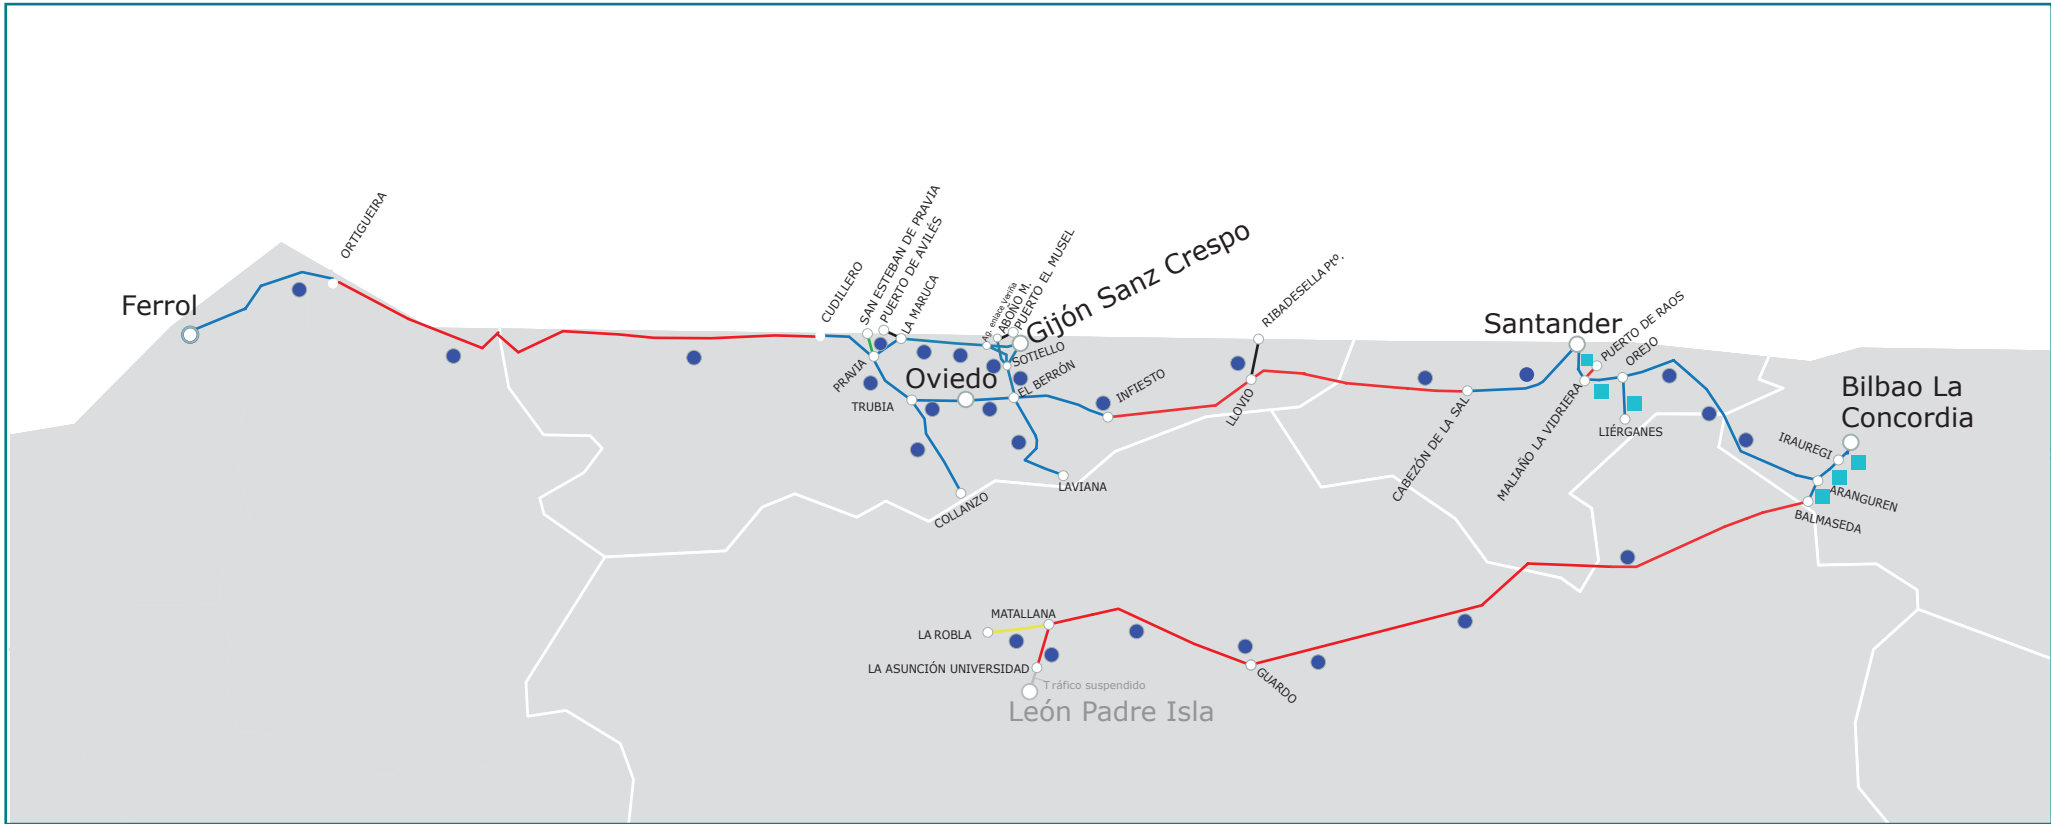 ORTIGUEIRA
Ferrol
CUDILLERO
SAN ESTEBAN DE PRAVIA
PUERTO DE AVILÉS
LA MARUCA
Ag. enlace Veriña
ABOÑO M.
PUERTO EL MUSEL
Gijón Sanz Crespo
SOTIELLO
PRAVIA
Oviedo
EL BERRÓN
TRUBIA
INFIESTO
COLLANZO
LAVIANA
RIBADESELLA Pto.
LLOVIO
Santander
PUERTO DE RAOS
OREJO
CABEZÓN DE LA SAL
MALIAÑO LA VIDRIERA
LIÉRGANES
Bilbao La
Concordia
IRAUREGI
ARANGUREN
BALMASEDA
MATALLANA
LA ROBLA
LA ASUNCIÓN UNIVERSIDAD
Tráfico suspendido
León Padre Isla
GUARDO